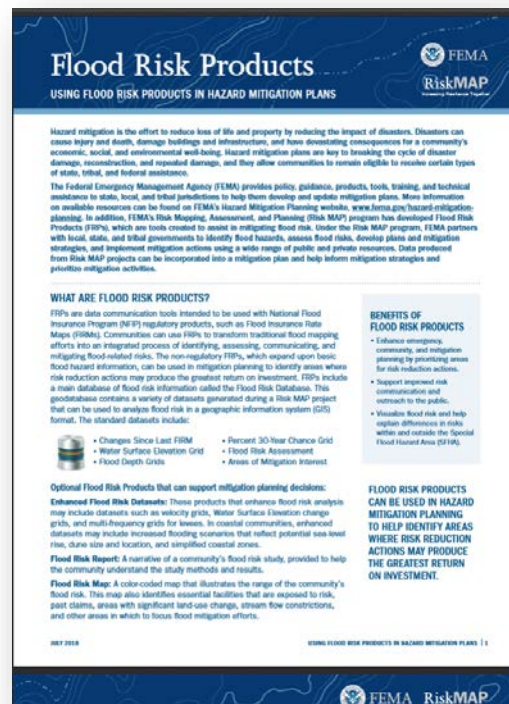 Flood Risk Products
USING FLOOD RISK PRODUCTS IN HAZARD MITIGATION PLANS
FEMA
RiskMAP
Increasing Resilience Together
Hazard mitigation is the effort to reduce loss of life and property by reducing the impact of disasters. Disasters can
cause injury and death, damage buildings and infrastructure, and have devastating consequences for a community's
economic, social, and environmental well-being. Hazard mitigation plans are key to breaking the cycle of disaster
damage, reconstruction, and repeated damage, and they allow communities to remain eligible to receive certain types
of state, tribal, and federal assistance.
The Federal Emergency Management Agency (FEMA) provides policy, guidance, products, tools, training, and technical
assistance to state, local, and tribal jurisdictions to help them develop and update mitigation plans. More information
on available resources can be found on FEMA's Hazard Mitigation Planning website, www.fema.gov/hazard-mitigation-
planning. In addition, FEMA's Risk Mapping, Assessment, and Planning (Risk MAP) program has developed Flood Risk
Products (FRPs), which are tools created to assist in mitigating flood risk. Under the Risk MAP program, FEMA partners
with local, state, and tribal governments to identify flood hazards, assess flood risks, develop plans and mitigation
strategies, and implement mitigation actions using a wide range of public and private resources. Data produced
from Risk MAP projects can be incorporated into a mitigation plan and help inform mitigation strategies and
prioritize mitigation activities.
WHAT ARE FLOOD RISK PRODUCTS?
FRPs are data communication tools intended to be used with National Flood
Insurance Program (NFIP) regulatory products, such as Flood Insurance Rate
Maps (FIRMs). Communities can use FRPs to transform traditional flood mapping
efforts into an integrated process of identifying, assessing, communicating, and
mitigating flood-related risks. The non-regulatory FRPs, which expand upon basic
flood hazard information, can be used in mitigation planning to identify areas where
risk reduction actions may produce the greatest return on investment. FRPs include
a main database of flood risk information called the Flood Risk Database. This
geodatabase contains a variety of datasets generated during a Risk MAP project
that can be used to analyze flood risk in a geographic information system (GIS)
format. The standard datasets include:
• Changes Since Last FIRM
• Water Surface Elevation Grid
• Flood Depth Grids
• Percent 30-Year Chance Grid
• Flood Risk Assessment
• Areas of Mitigation Interest
Optional Flood Risk Products that can support mitigation planning decisions:
Enhanced Flood Risk Datasets: These products that enhance flood risk analysis
may include datasets such as velocity grids, Water Surface Elevation change
grids, and multi-frequency grids for levees. In coastal communities, enhanced
datasets may include increased flooding scenarios that reflect potential sea level
rise, dune size and location, and simplified coastal zones.
Flood Risk Report: A narrative of a community's flood risk study, provided to help
the community understand the study methods and results.
Flood Risk Map: A color-coded map that illustrates the range of the community's
flood risk. This map also identifies essential facilities that are exposed to risk,
past claims, areas with significant land-use change, stream flow constrictions,
and other areas in which to focus flood mitigation efforts.
BENEFITS OF
FLOOD RISK PRODUCTS
• Enhance emergency,
community, and mitigation
planning by prioritizing areas
for risk reduction actions.
• Support improved risk
communication and
outreach to the public.
• Visualize flood risk and help
explain differences in risks
within and outside the Special
Flood Hazard Area (SFHA).
FLOOD RISK PRODUCTS
CAN BE USED IN HAZARD
MITIGATION PLANNING
TO HELP IDENTIFY AREAS
WHERE RISK REDUCTION
ACTIONS MAY PRODUCE
THE GREATEST RETURN
ON INVESTMENT.
JULY 2018
USING FLOOD RISK PRODUCTS IN HAZARD MITIGATION PLANS | 1
FEMA RiskMAP